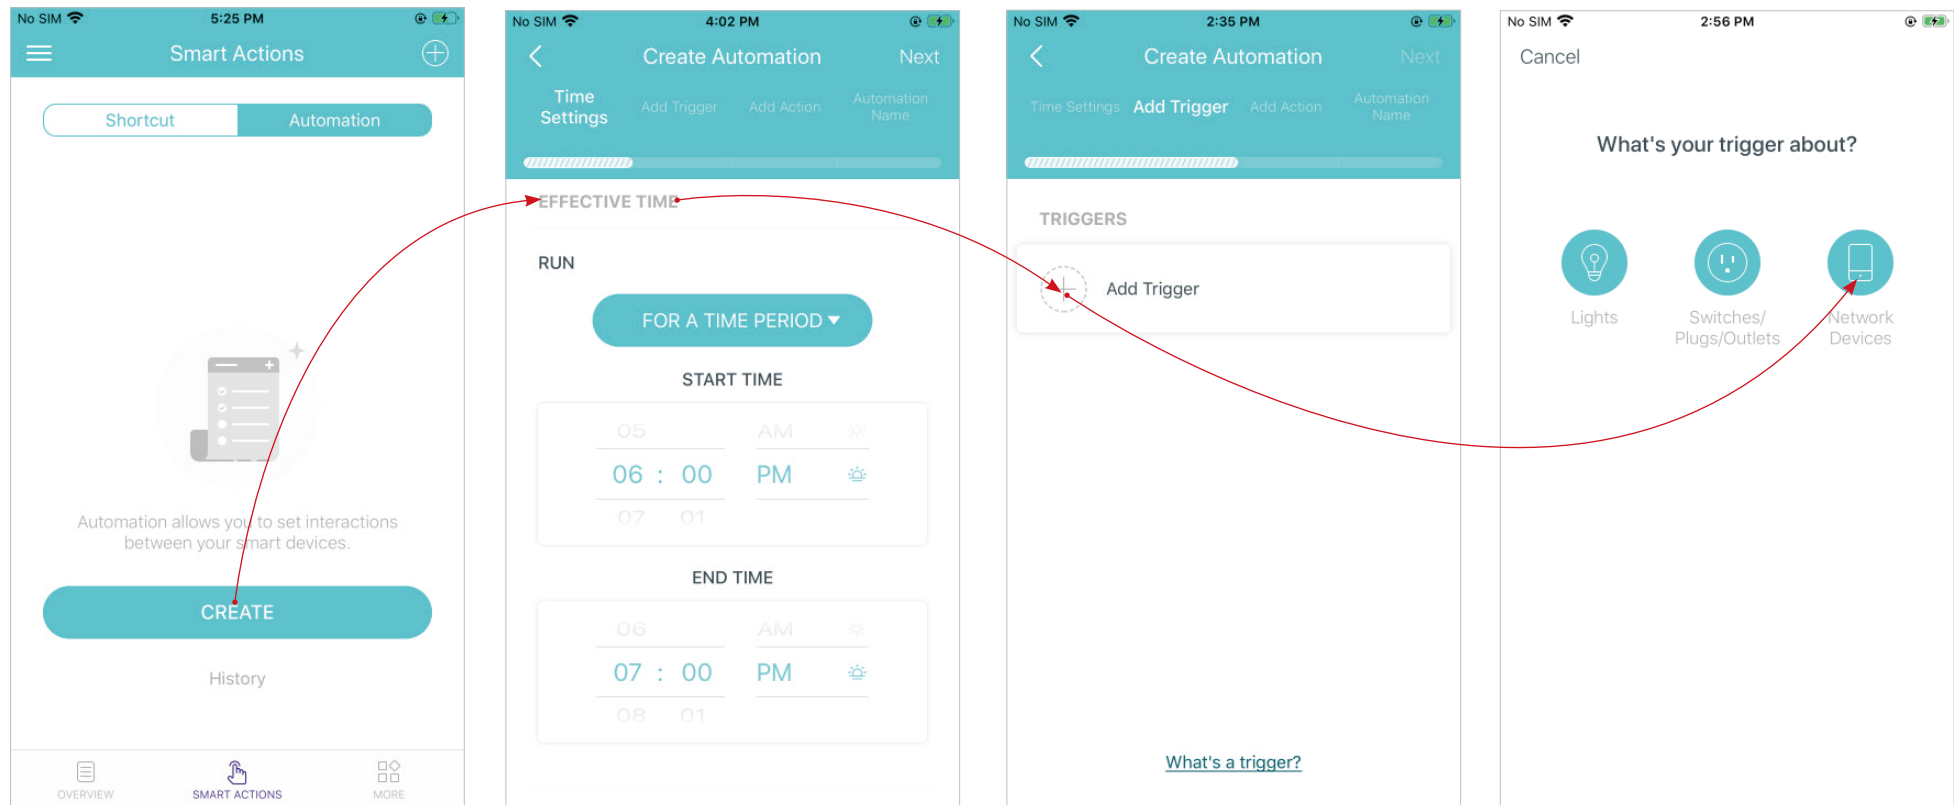 No SIM
5:25 PM
Smart Actions
Shortcut
Automation
Automation allows you to set interactions
between your smart devices.
CREATE
History
OVERVIEW
SMART ACTIONS
MORE
No SIM
4:02 PM
Create Automation
Next
Time
Settings
Add Trigger
Add Action
Automation
Name
EFFECTIVE TIME
RUN
FOR A TIME PERIOD
START TIME
05 AM
06 : 00 PM
07 01
END TIME
06 AM
07 : 00 PM
08 01
No SIM
2:35 PM
Create Automation
Next
Time Settings
Add Trigger
Add Action
Automation
Name
TRIGGERS
Add Trigger
What's a trigger?
No SIM
2:56 PM
Cancel
What's your trigger about?
Lights
Switches/
Plugs/Outlets
Network
Devices